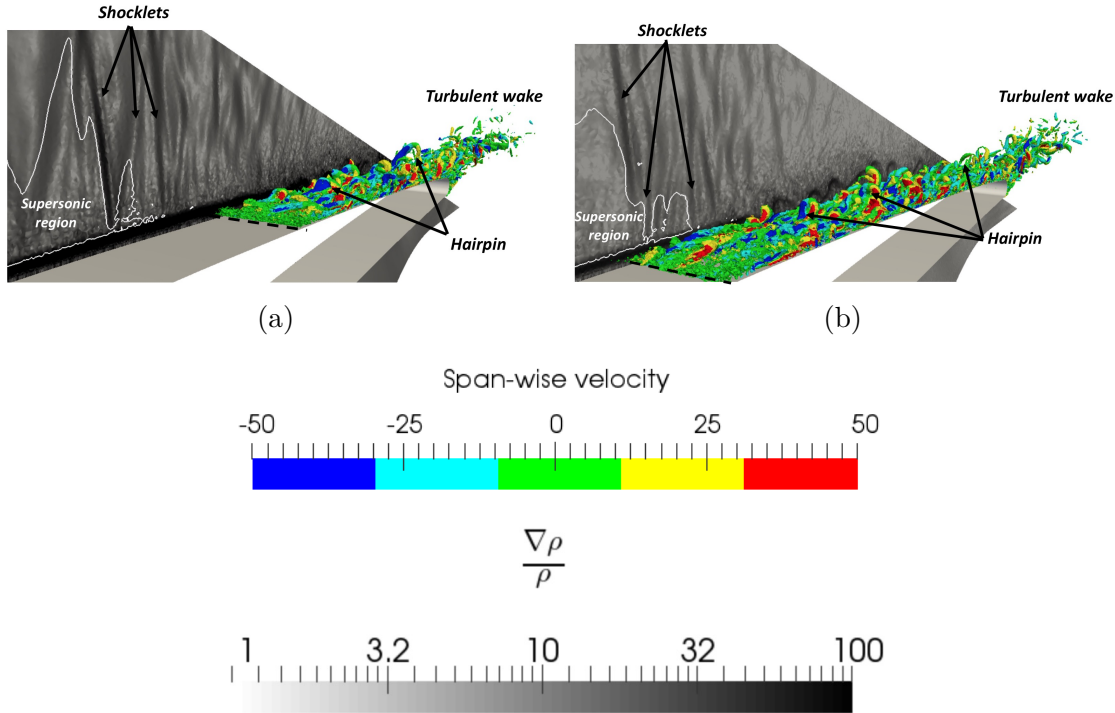 Shocklets
Turbulent wake
Supersonic
region
Hairpin
(a)
Shocklets
Turbulent wake
Supersonic
region
Hairpin
(b)
Span-wise velocity
-50 -25 0 25 50
∇ρ
ρ
1 3.2 10 32 100